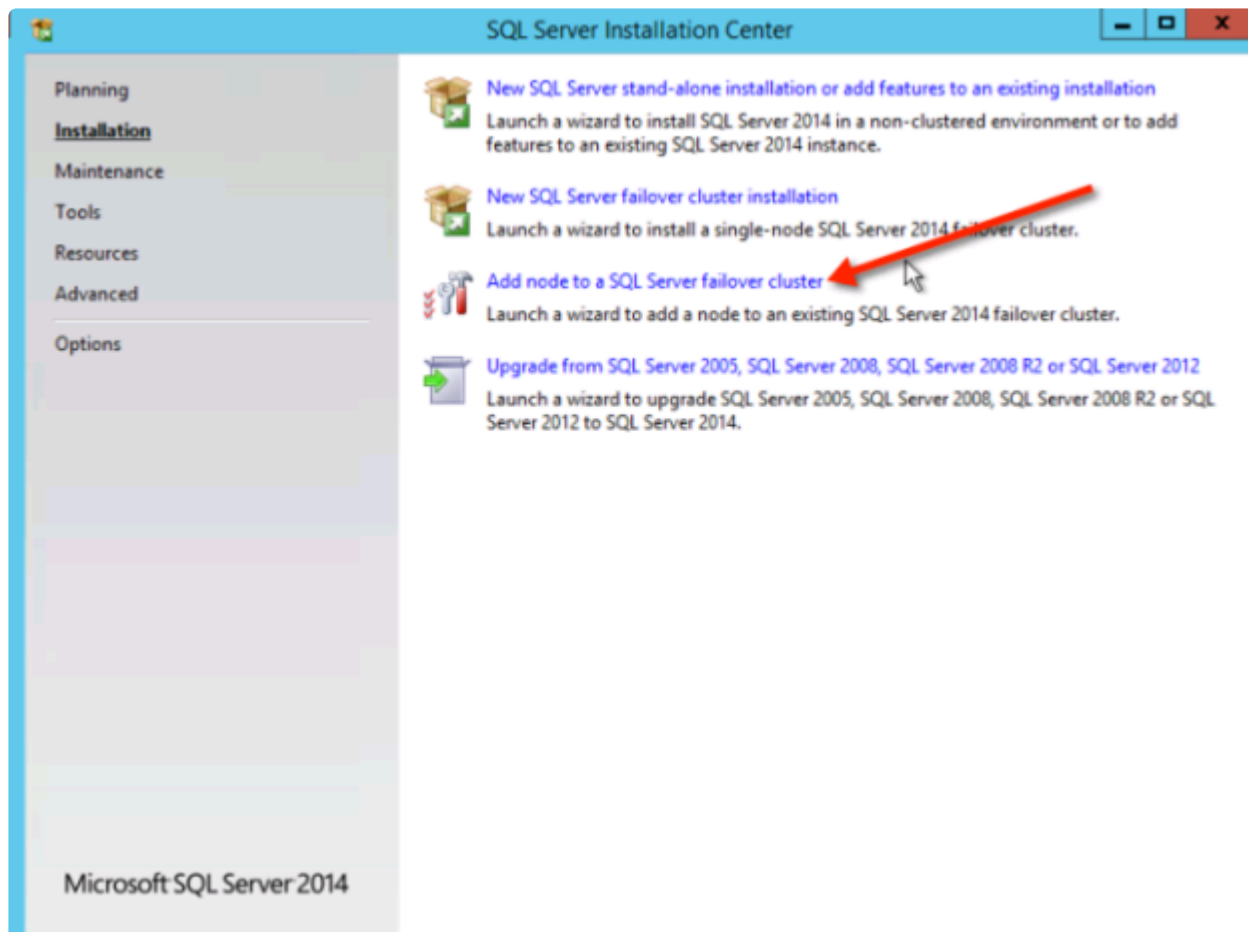 SQL Server Installation Center
Planning
Installation
Maintenance
Tools
Resources
Advanced
Options
New SQL Server stand-alone installation or add features to an existing installation
Launch a wizard to install SQL Server 2014 in a non-clustered environment or to add
features to an existing SQL Server 2014 instance.
New SQL Server failover cluster installation
Launch a wizard to install a single-node SQL Server 2014 failover cluster.
Add node to a SQL Server failover cluster
Launch a wizard to add a node to an existing SQL Server 2014 failover cluster.
Upgrade from SQL Server 2005, SQL Server 2008, SQL Server 2008 R2 or SQL Server 2012
Launch a wizard to upgrade SQL Server 2005, SQL Server 2008, SQL Server 2008 R2 or SQL
Server 2012 to SQL Server 2014.
Microsoft SQL Server 2014